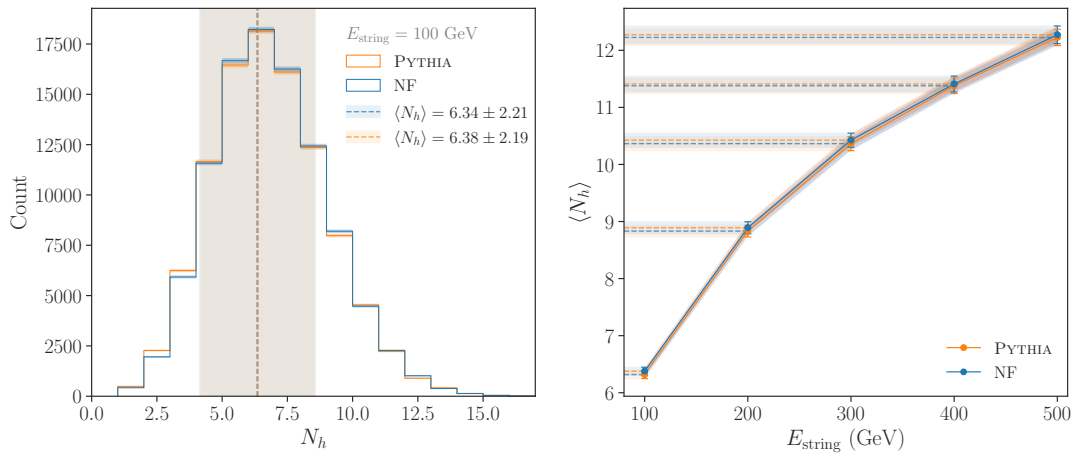 17500
15000
12500
10000
7500
5000
2500
0
Count
E_string = 100 GeV
PYTHIA
NF
⟨N_h⟩ = 6.34 ± 2.21
⟨N_h⟩ = 6.38 ± 2.19
0.0 2.5 5.0 7.5 10.0 12.5 15.0
N_h
12
11
10
9
8
7
6
⟨N_h⟩
PYTHIA
NF
100 200 300 400 500
E_string (GeV)